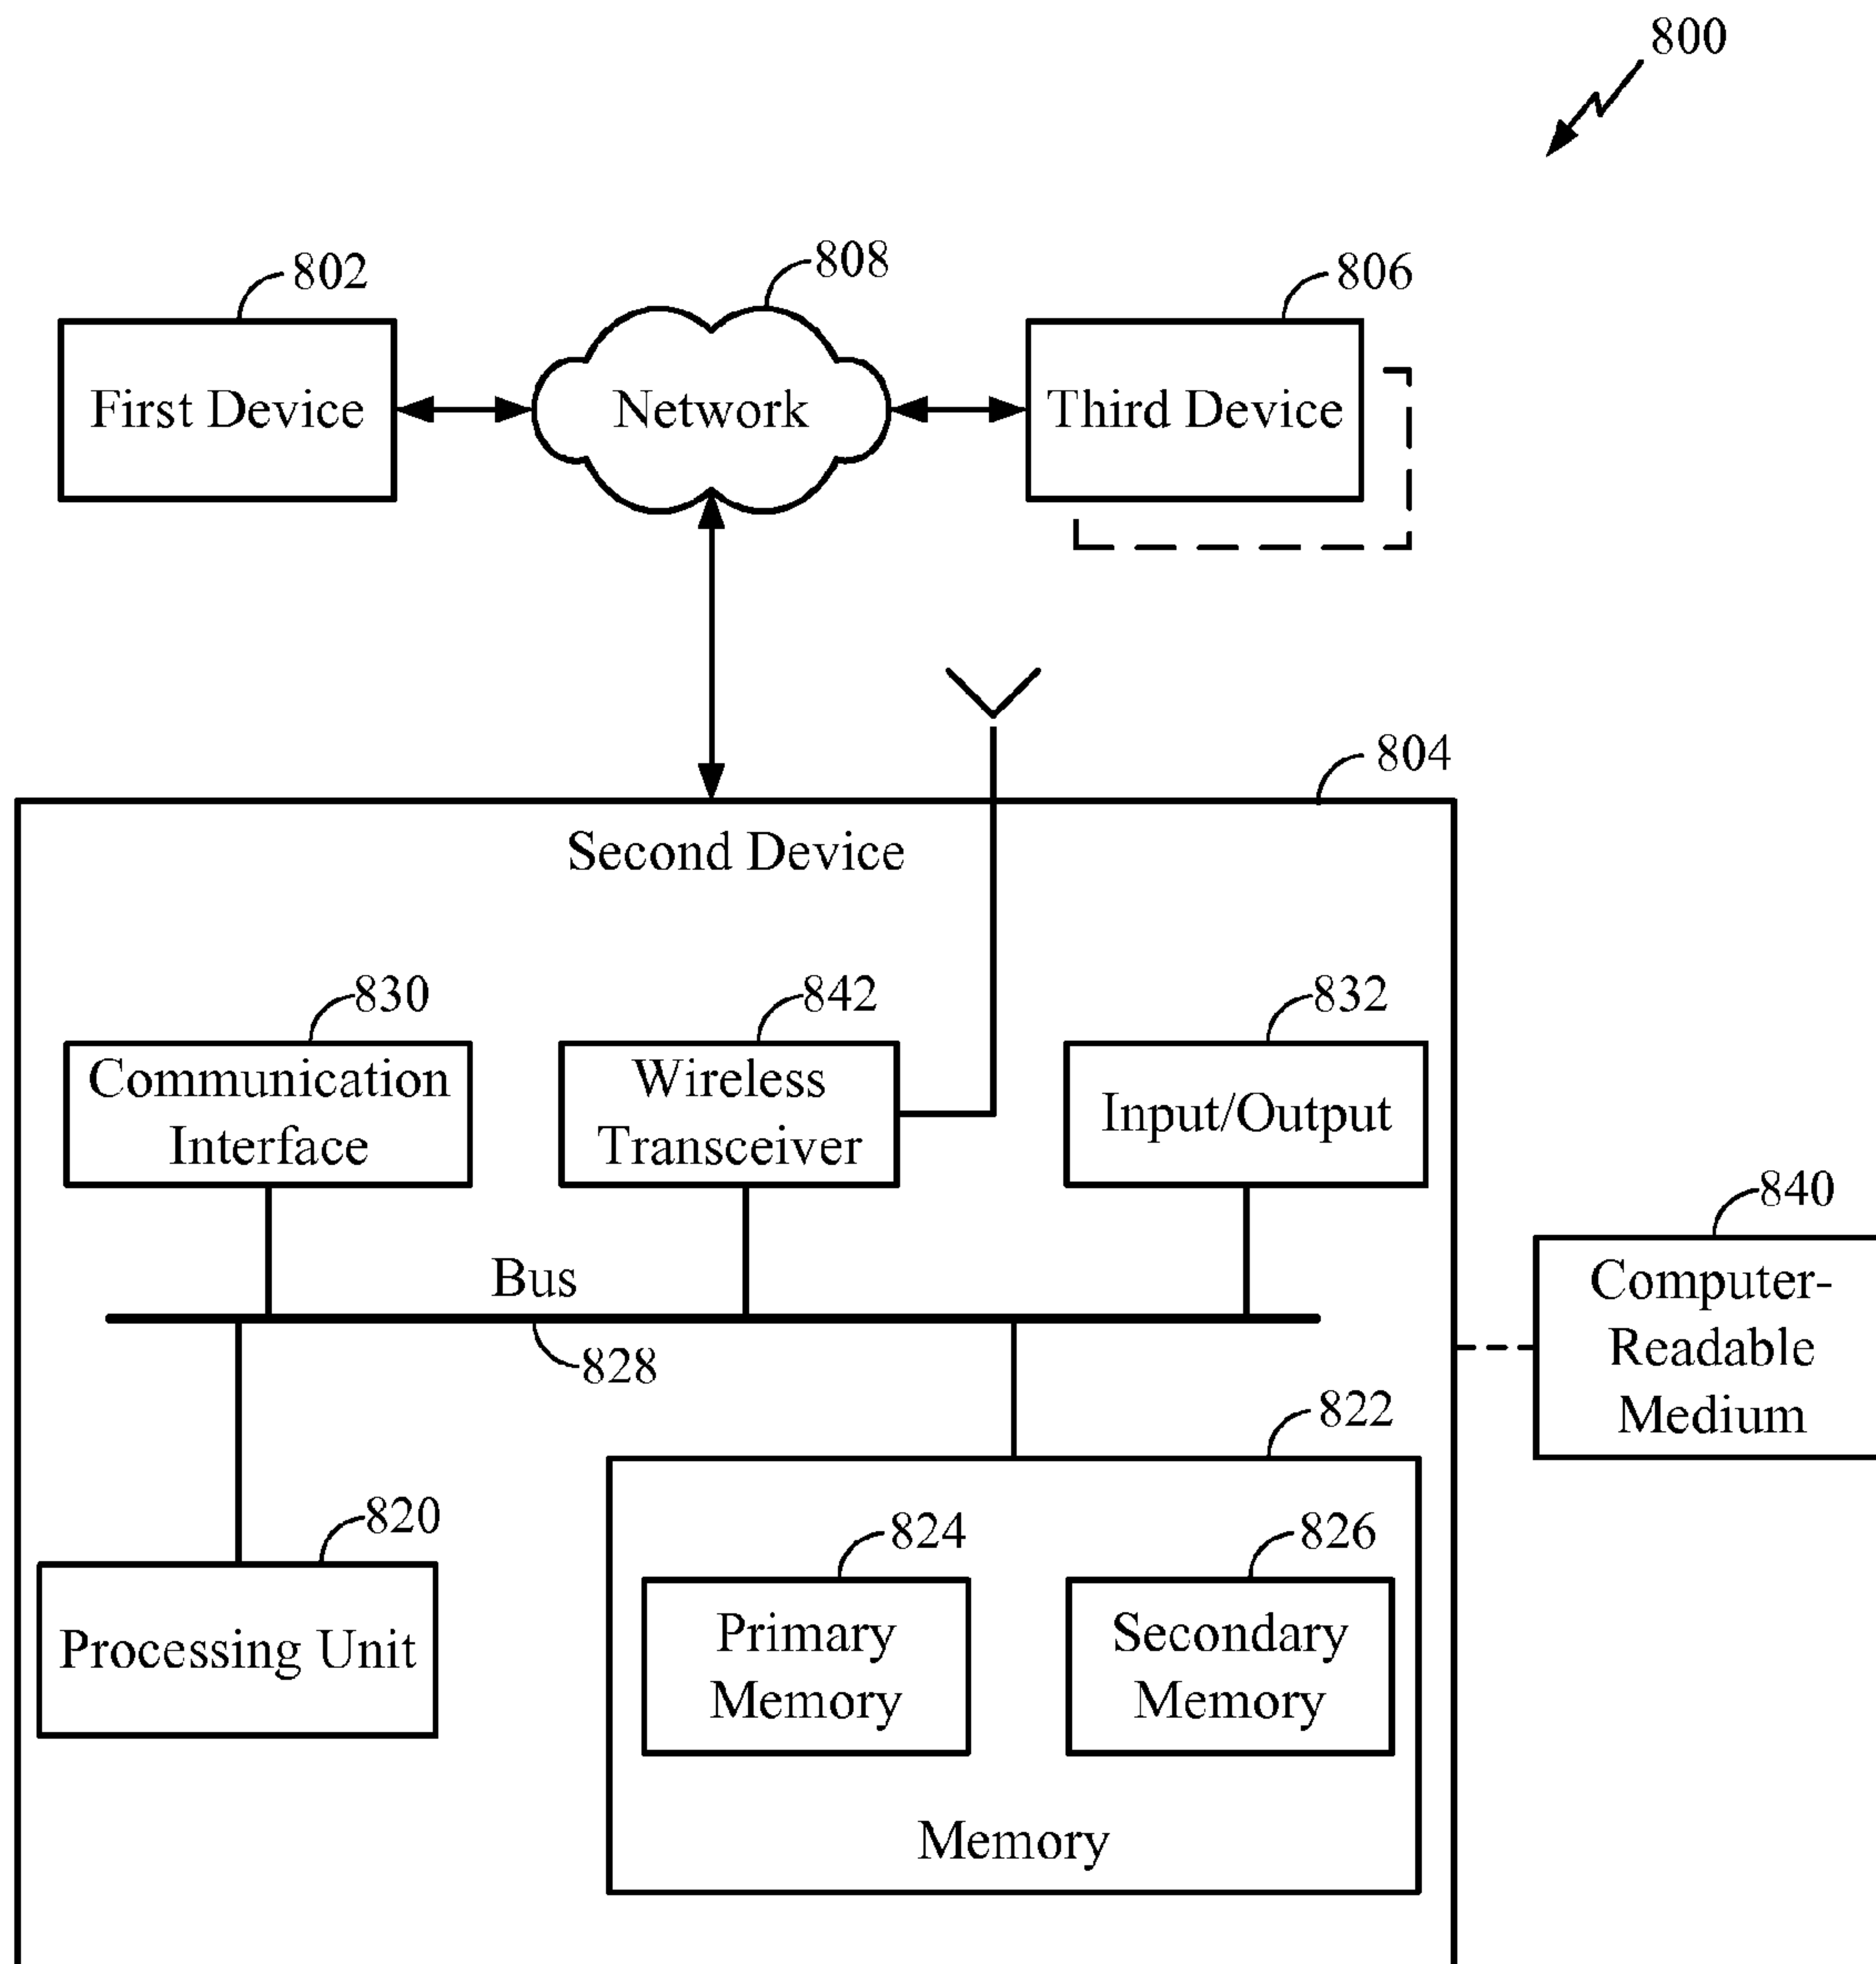 800
802
808
806
First Device
Network
Third Device
804
Second Device
830
842
832
Communication
Interface
Wireless
Transceiver
Input/Output
840
Computer-
Readable
Medium
Bus
828
822
820
824
826
Processing Unit
Primary
Memory
Secondary
Memory
Memory